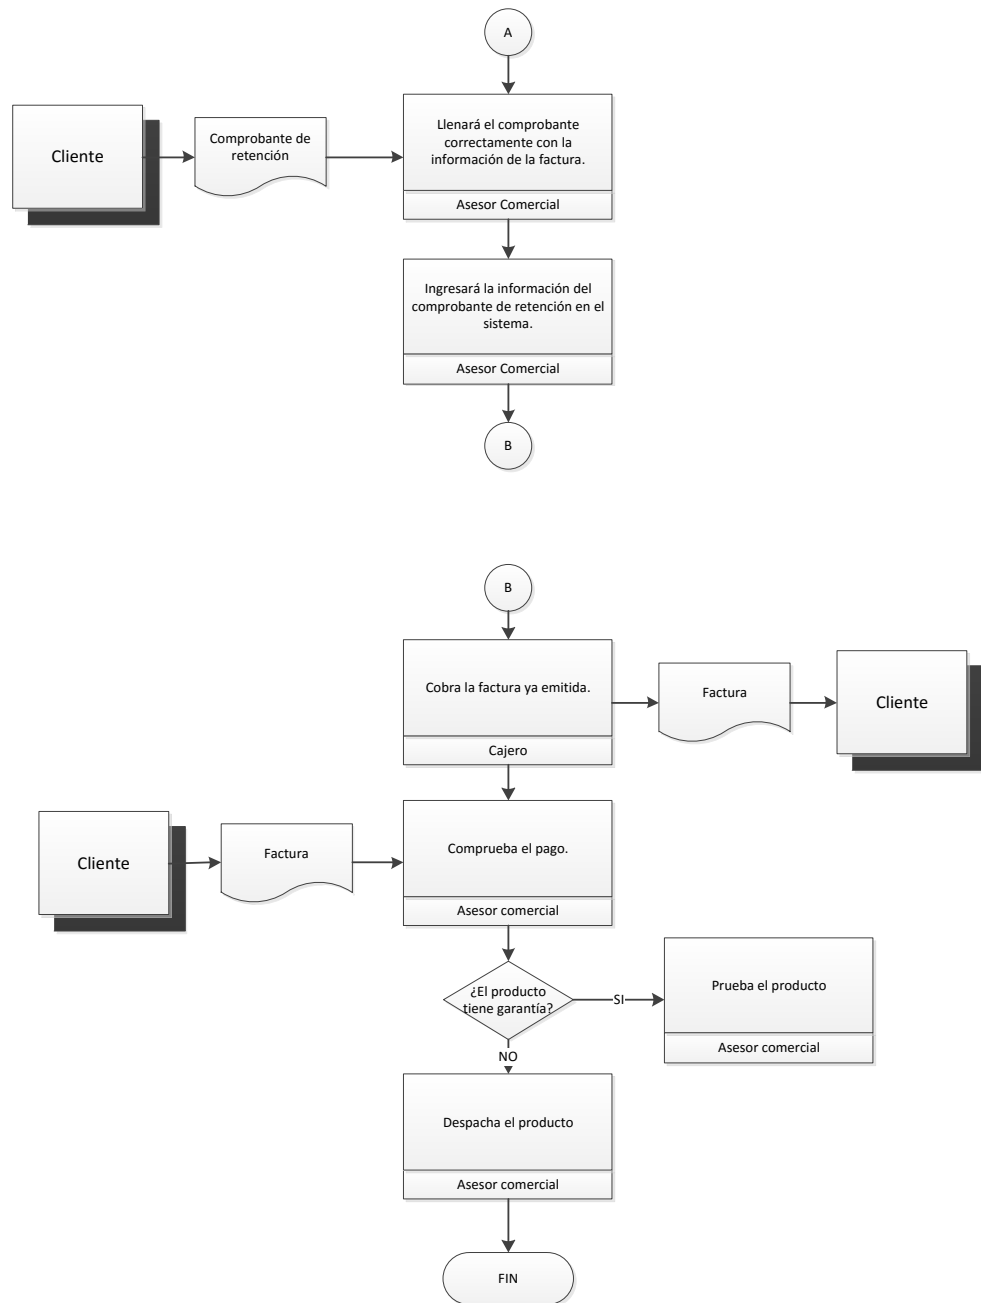 A
Cliente
Comprobante de
retención
Llenará el comprobante
correctamente con la
información de la factura.
Asesor Comercial
Ingresará la información del
comprobante de retención en el
sistema.
Asesor Comercial
B
B
Cobra la factura ya emitida.
Cajero
Factura
Cliente
Cliente
Factura
Comprueba el pago.
Asesor comercial
¿El producto
tiene garantía?
SI
Prueba el producto
Asesor comercial
NO
Despacha el producto
Asesor comercial
FIN